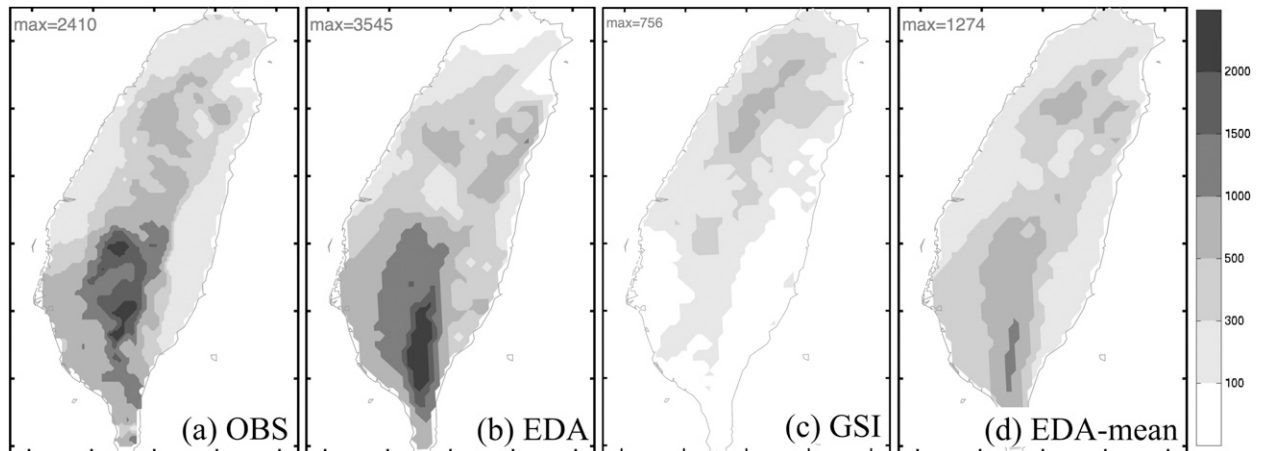 max=2410
max=3545
max=756
max=1274
2000
1500
1000
500
300
100
(a) OBS
(b) EDA
(c) GSI
(d) EDA-mean